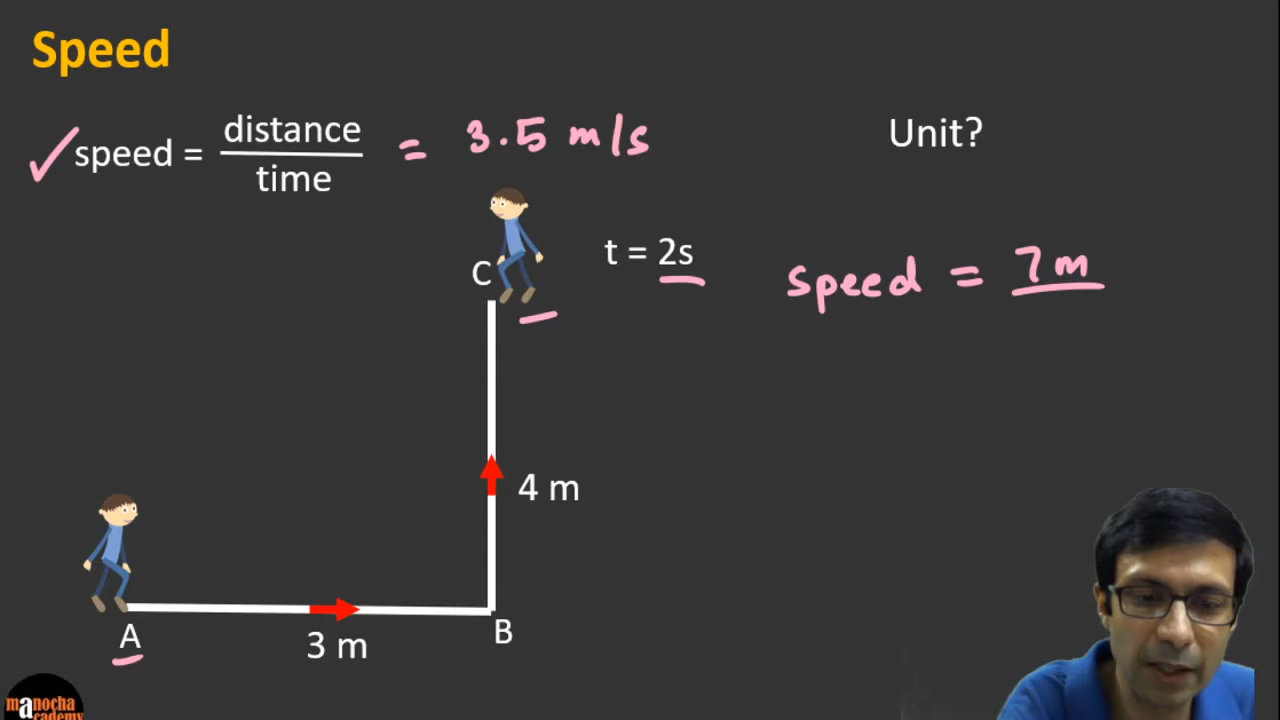 Speed
speed = distance / time = 3.5 m/s
Unit?
t = 2s
speed = 7m
C
4 m
A
3 m
B
manocha
academy